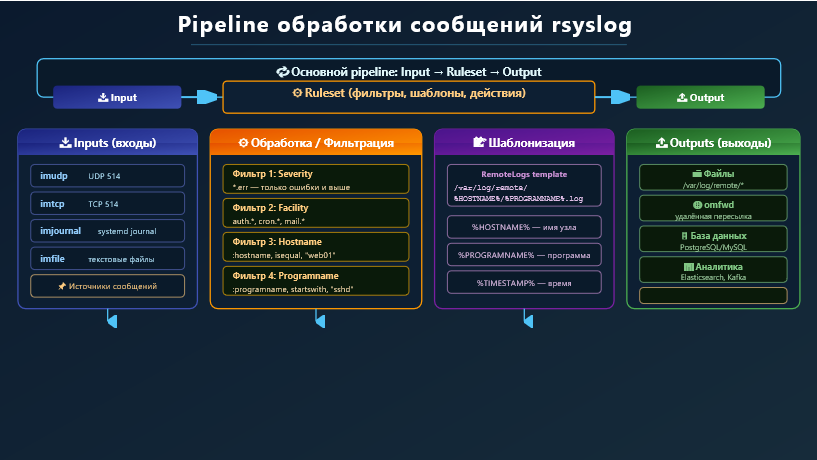 Pipeline обработки сообщений rsyslog
Основной pipeline: Input → Ruleset → Output
Input
Ruleset (фильтры, шаблоны, действия)
Output
Inputs (входы)
imudp UDP 514
imtcp TCP 514
imjournal systemd journal
imfile текстовые файлы
Источники сообщений
Обработка / Фильтрация
Фильтр 1: Severity
*.err — только ошибки и выше
Фильтр 2: Facility
auth.*, cron.*, mail.*
Фильтр 3: Hostname
:hostname, isequal, "web01"
Фильтр 4: Programname
:programname, startswith, "sshd"
Шаблонизация
RemoteLogs template
/var/log/remote/
%HOSTNAME%/%PROGRAMNAME%.log
%HOSTNAME% — имя узла
%PROGRAMNAME% — программа
%TIMESTAMP% — время
Outputs (выходы)
Файлы
/var/log/remote/*
omfwd
удалённая пересылка
База данных
PostgreSQL/MySQL
Аналитика
Elasticsearch, Kafka